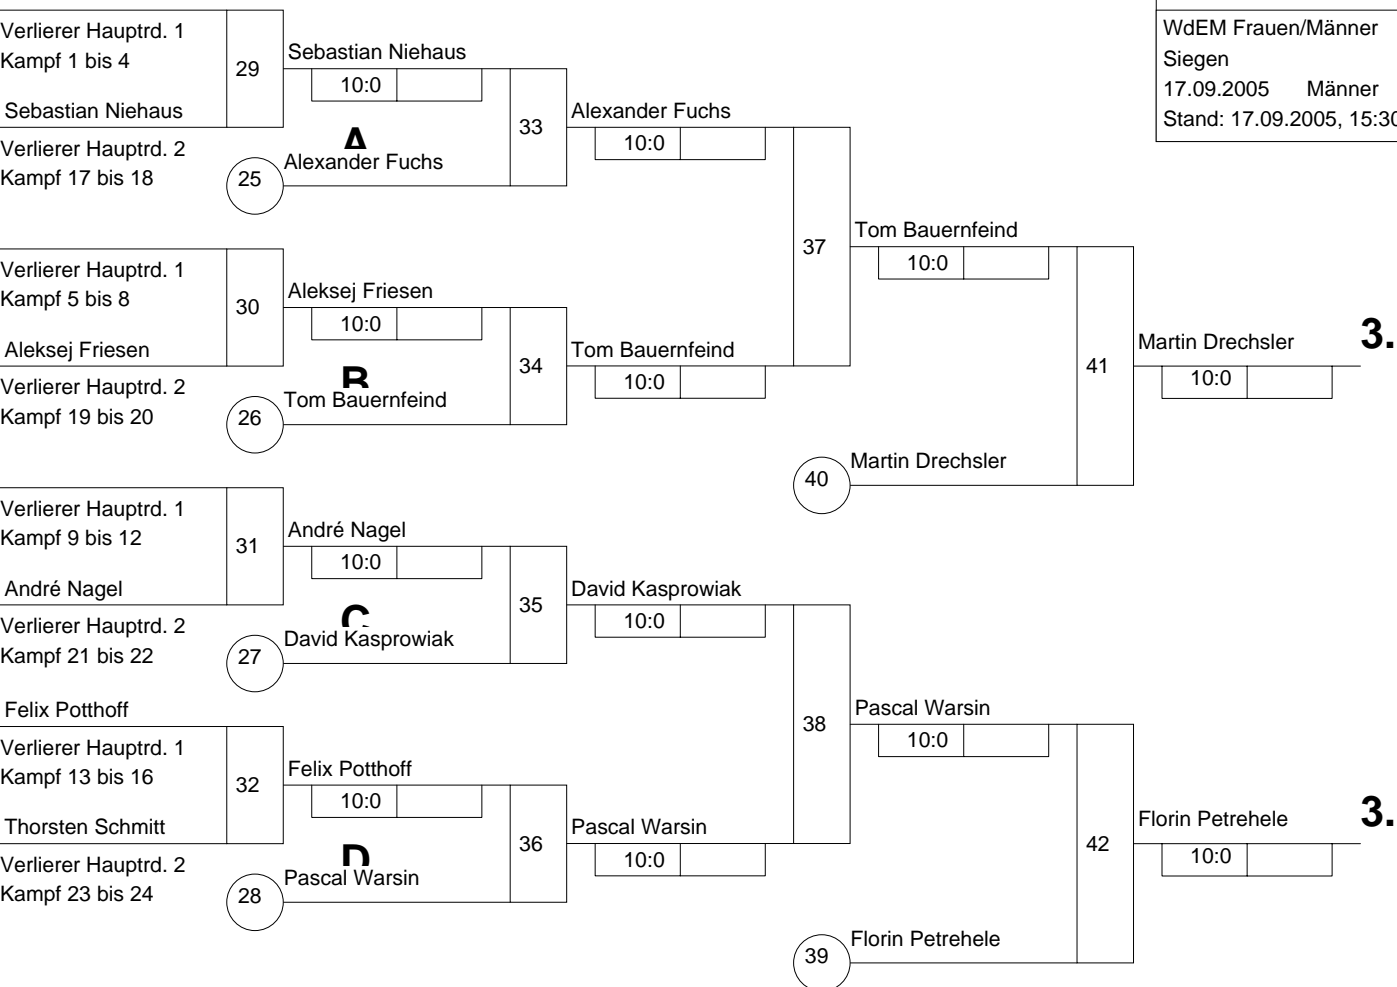 WdEM Frauen/Männer
Siegen
17.09.2005 Männer
Stand: 17.09.2005, 15:30
Verlierer Hauptrd. 1
Kampf 1 bis 4
29
Sebastian Niehaus
10:0
Sebastian Niehaus
A
33
Alexander Fuchs
10:0
Verlierer Hauptrd. 2
Kampf 17 bis 18
25
Alexander Fuchs
37
Tom Bauernfeind
10:0
Verlierer Hauptrd. 1
Kampf 5 bis 8
30
Aleksej Friesen
10:0
Aleksej Friesen
B
34
Tom Bauernfeind
10:0
Verlierer Hauptrd. 2
Kampf 19 bis 20
26
Tom Bauernfeind
41
Martin Drechsler
3.
10:0
40
Martin Drechsler
Verlierer Hauptrd. 1
Kampf 9 bis 12
31
André Nagel
10:0
André Nagel
C
35
David Kasprowiak
10:0
Verlierer Hauptrd. 2
Kampf 21 bis 22
27
David Kasprowiak
38
Pascal Warsin
10:0
Felix Potthoff
Verlierer Hauptrd. 1
Kampf 13 bis 16
32
Felix Potthoff
10:0
Thorsten Schmitt
D
36
Pascal Warsin
10:0
Verlierer Hauptrd. 2
Kampf 23 bis 24
28
Pascal Warsin
42
Florin Petrehele
3.
10:0
39
Florin Petrehele